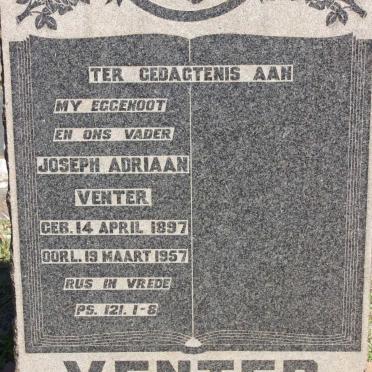 TER GEDAGTENIS AAN
MY EGGENOOT
EN ONS VADER
JOSEPH ADRIAAN
VENTER
GEB. 14 APRIL 1897
OORL. 19 MAART 1957
RUS IN VREDE
PS. 121. 1-8
VENTER